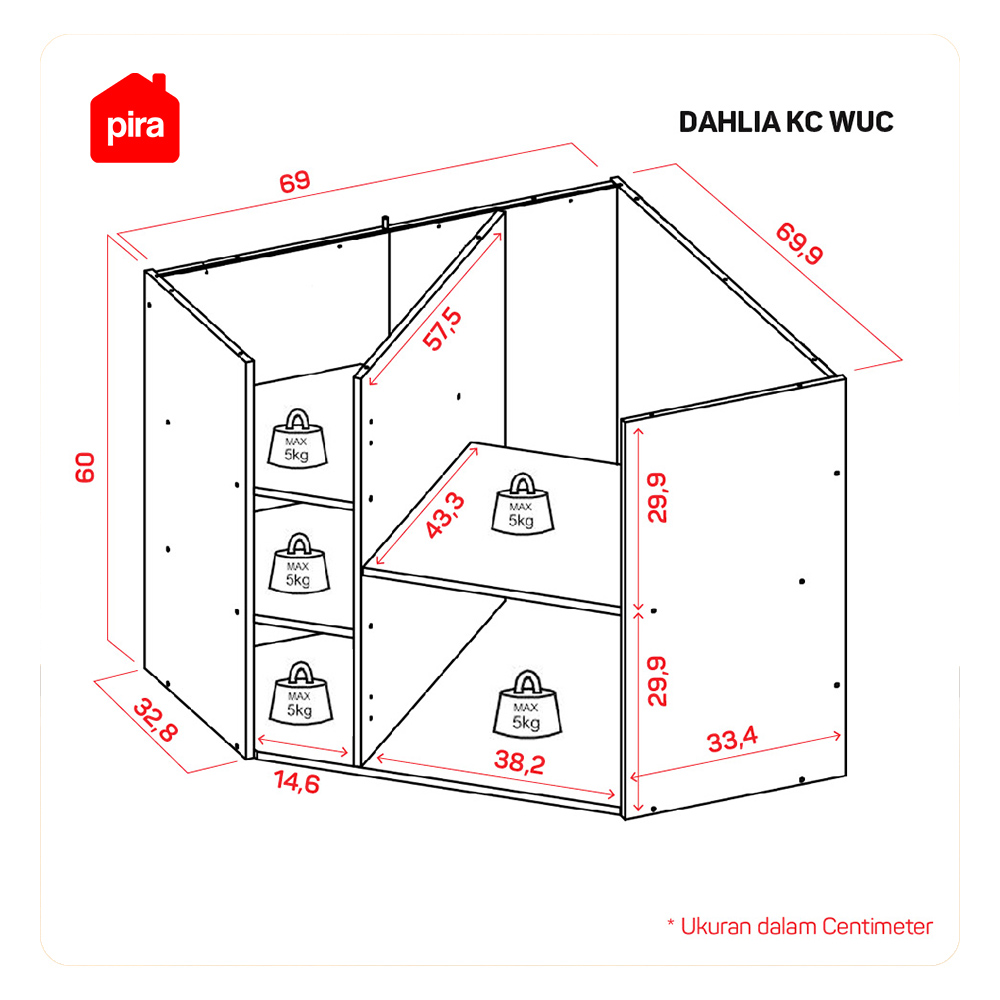 pira
DAHLIA KC WUC
69
69,9
57,5
60
MAX
5kg
43,3
MAX
5kg
29,9
MAX
5kg
29,9
MAX
5kg
MAX
5kg
32,8
14,6
38,2
33,4
* Ukuran dalam Centimeter